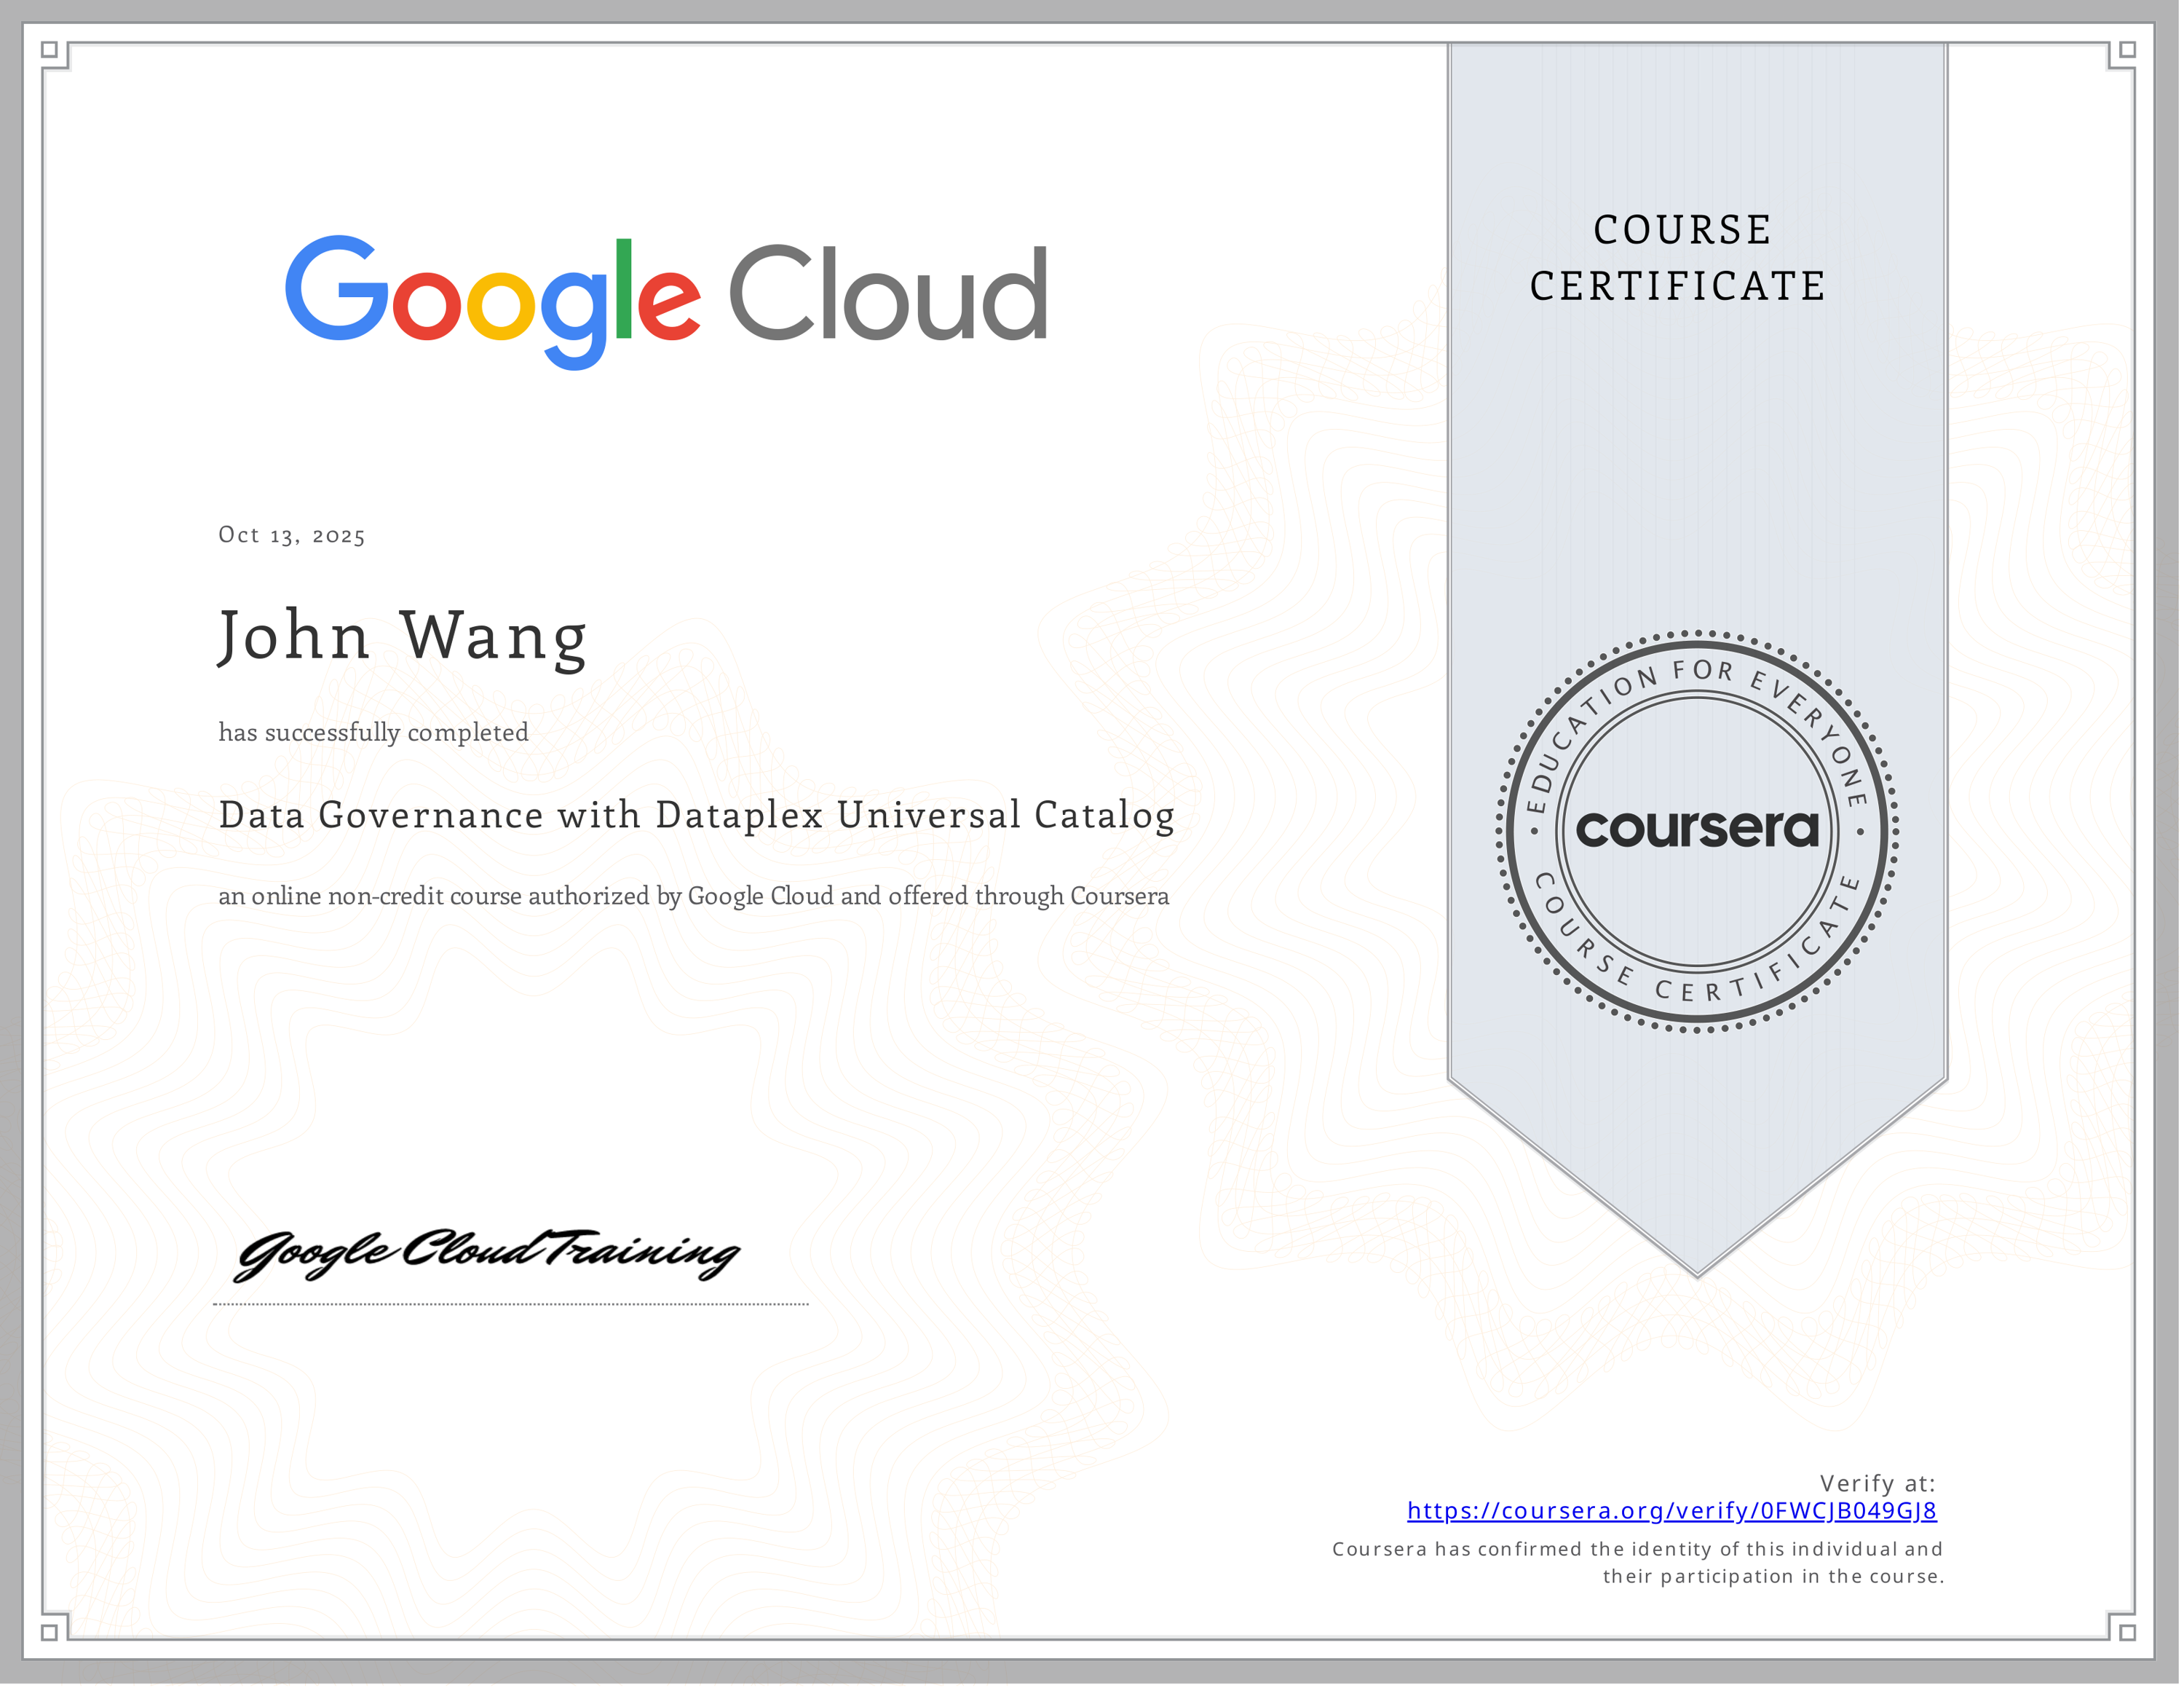 Google Cloud
COURSE
CERTIFICATE
Oct 13, 2025
John Wang
has successfully completed
Data Governance with Dataplex Universal Catalog
an online non-credit course authorized by Google Cloud and offered through Coursera
EDUCATION FOR EVERYONE
coursera
COURSE CERTIFICATE
Google Cloud Training
Verify at:
https://coursera.org/verify/0FWCJB049GJ8
Coursera has confirmed the identity of this individual and
their participation in the course.